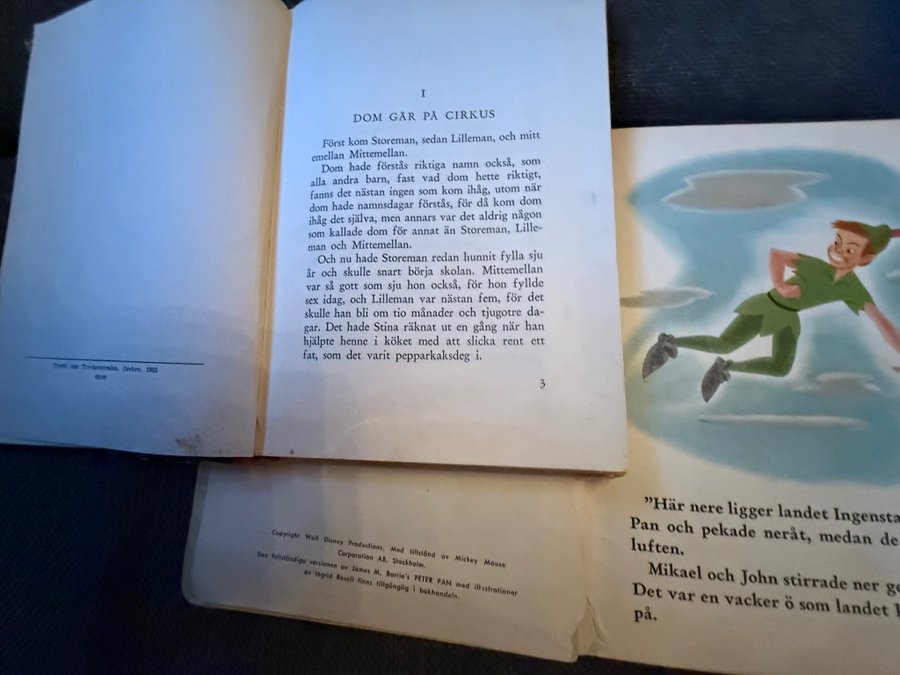 I
DOM GÅR PÅ CIRKUS
Först kom Storeman, sedan Lilleman, och mitt
emellan Mittemellan.
Dom hade förstås riktiga namn också, som
alla andra barn, fast vad dom hette riktigt,
fanns det nästan ingen som kom ihåg, utom när
dom hade namnsdagar förstås, för då kom dom
ihåg det själva, men annars var det aldrig någon
som kallade dom för annat än Storeman, Lille-
man och Mittemellan.
Och nu hade Storeman redan hunnit fylla sju
år och skulle snart börja skolan. Mittemellan
var så gott som sju hon också, för hon fyllde
sex idag, och Lilleman var nästan fem, för det
skulle han bli om tio månader och tjugotre da-
gar. Det hade Stina räknat ut en gång när han
hjälpte henne i köket med att slicka rent ett
fat, som det varit pepparkaksdeg i.
3
Örebro, 1952
Copyright Walt Disney Productions. Med tillstånd av Mickey Mouse
Corporation AB, Stockholm.
Den fullständiga versionen av James M. Barrie's PETER PAN med illustrationer
av Ingrid Rosell finns tillgänglig i bokhandeln.
"Här nere ligger landet Ingensta
Pan och pekade neråt, medan de
luften.
Mikael och John stirrade ner ge
Det var en vacker ö som landet
på.